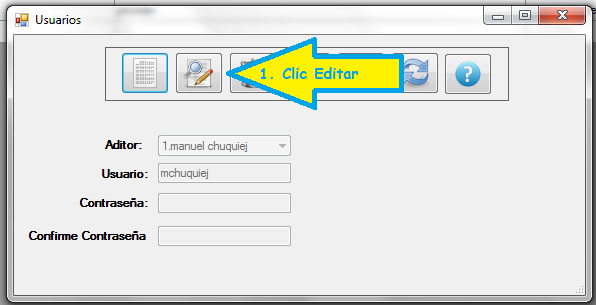 Usuarios
1. Clic Editar
?
Aditor:
1.manuel chuquiej
Usuario:
mchuquiej
Contraseña:
Confirme Contraseña